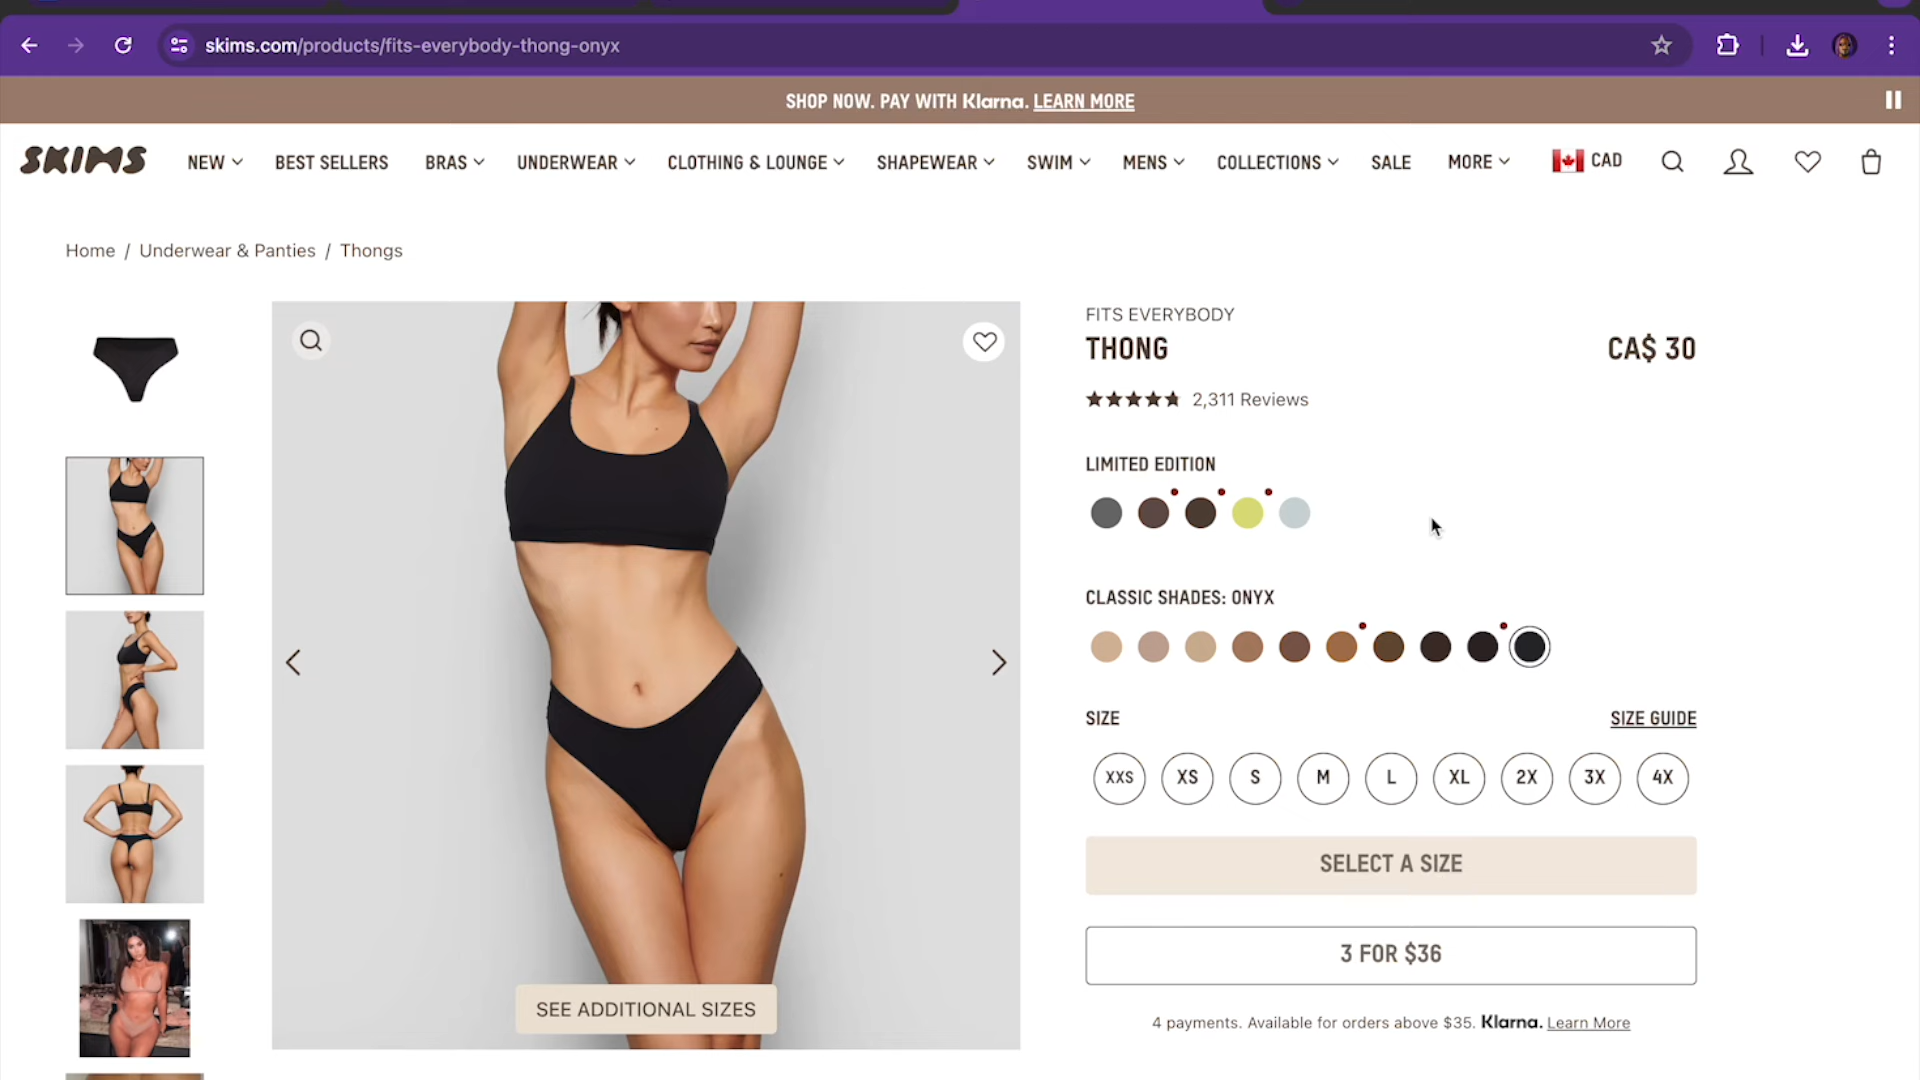 skims.com/products/fits-everybody-thong-onyx
SHOP NOW. PAY WITH Klarna. LEARN MORE
SKIMS NEW BEST SELLERS BRAS UNDERWEAR CLOTHING & LOUNGE SHAPEWEAR SWIM MENS COLLECTIONS SALE MORE CAD
Home / Underwear & Panties / Thongs
FITS EVERYBODY
THONG CA$ 30
2,311 Reviews
LIMITED EDITION
CLASSIC SHADES: ONYX
SIZE SIZE GUIDE
XXS XS S M L XL 2X 3X 4X
SELECT A SIZE
3 FOR $36
SEE ADDITIONAL SIZES
4 payments. Available for orders above $35. Klarna. Learn More